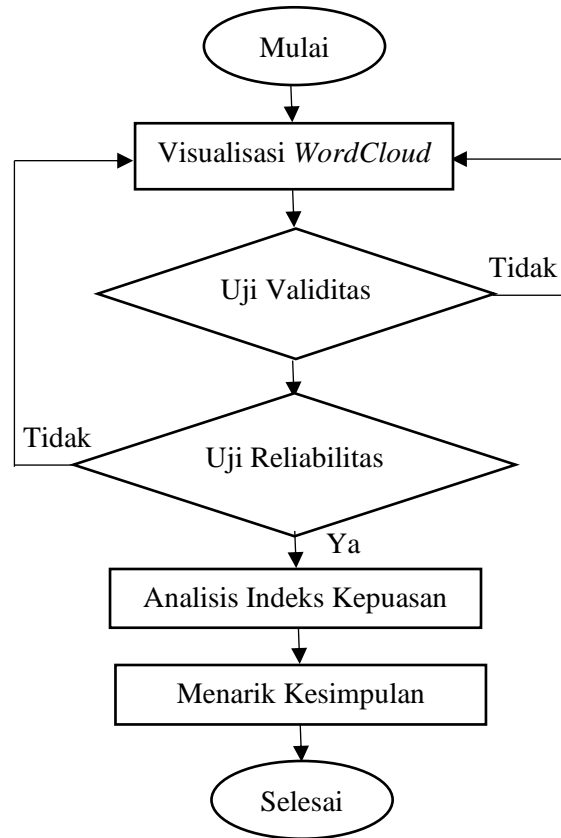 Mulai
Visualisasi WordCloud
Uji Validitas
Tidak
Uji Reliabilitas
Tidak
Ya
Analisis Indeks Kepuasan
Menarik Kesimpulan
Selesai